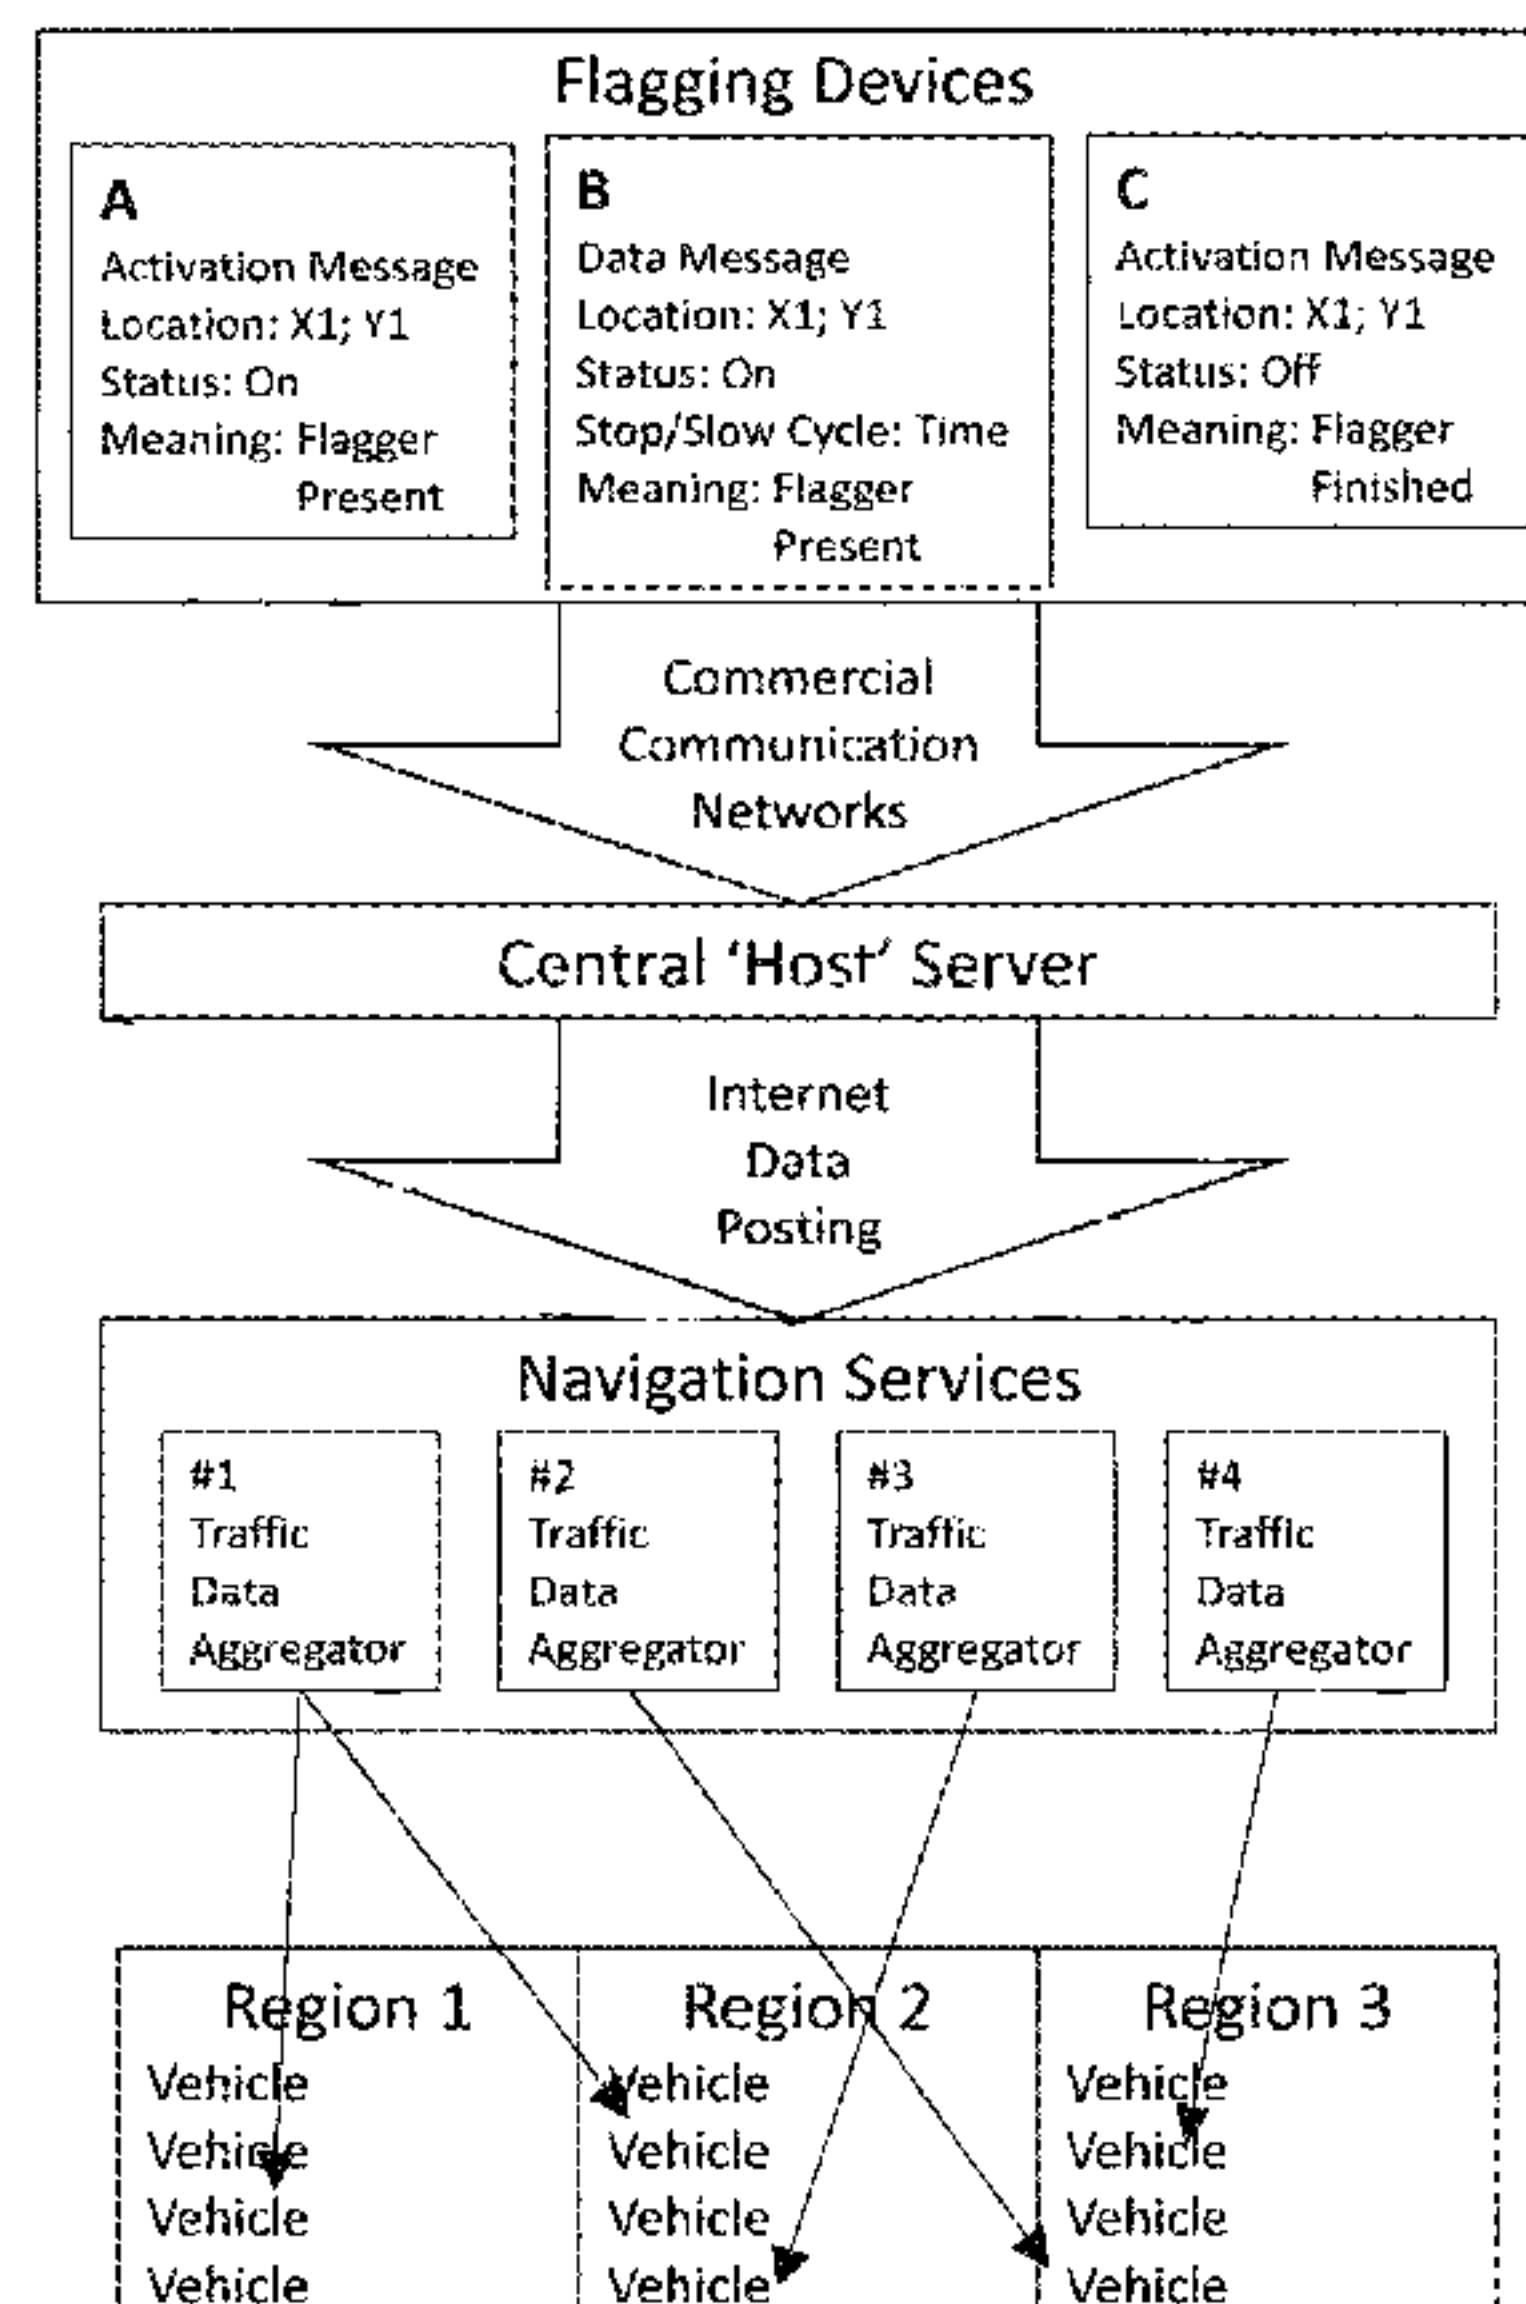 Flagging Devices
A
Activation Message
Location: X1; Y1
Status: On
Meaning: Flagger
Present
B
Data Message
Location: X1; Y1
Status: On
Stop/Slow Cycle: Time
Meaning: Flagger
Present
C
Activation Message
Location: X1; Y1
Status: Off
Meaning: Flagger
Finished
Commercial
Communication
Networks
Central ‘Host’ Server
Internet
Data
Posting
Navigation Services
#1
Traffic
Data
Aggregator
#2
Traffic
Data
Aggregator
#3
Traffic
Data
Aggregator
#4
Traffic
Data
Aggregator
Region 1
Vehicle
Vehicle
Vehicle
Vehicle
Region 2
Vehicle
Vehicle
Vehicle
Vehicle
Region 3
Vehicle
Vehicle
Vehicle
Vehicle